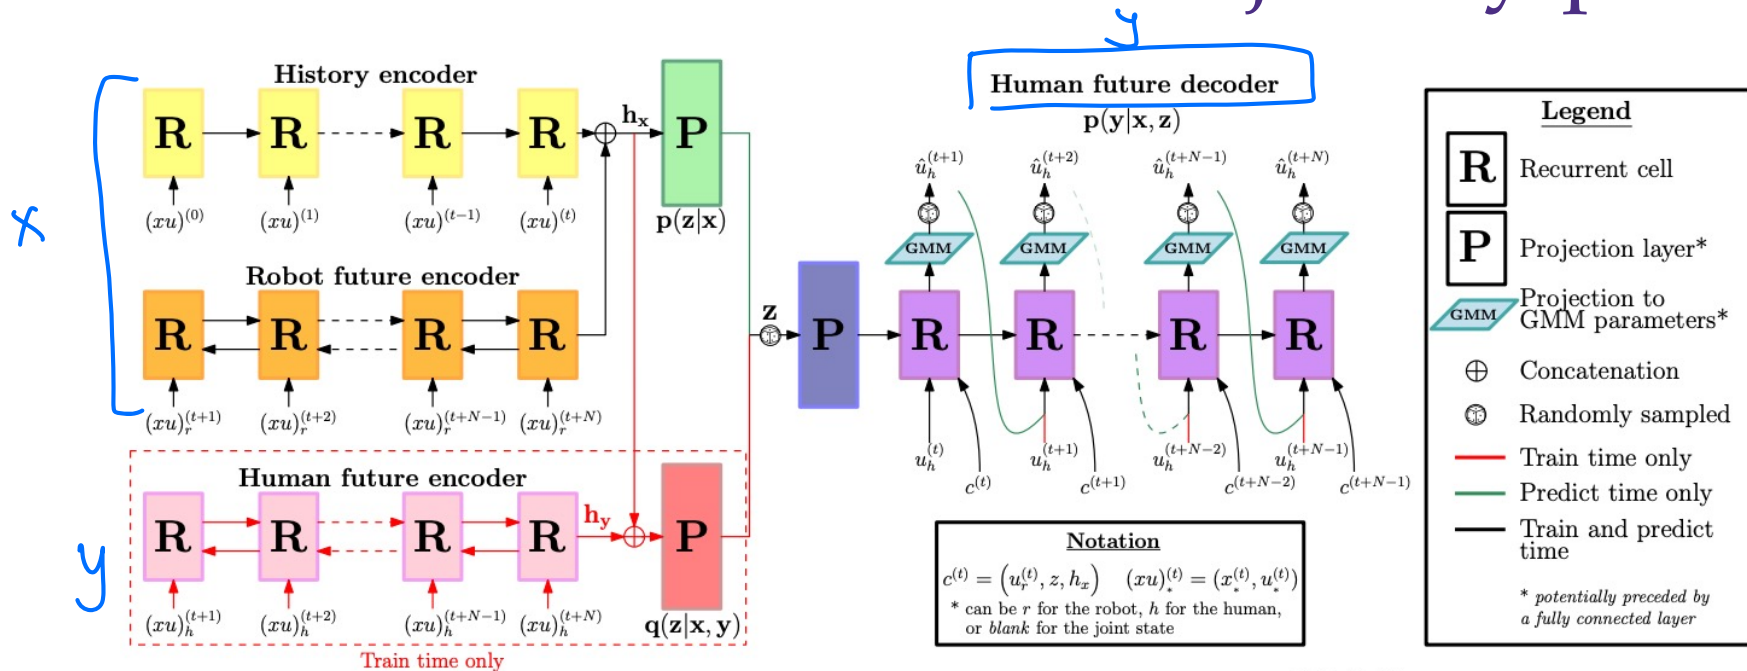 y
History encoder
R R R R
h_x
P
(xu)^(0) (xu)^(1) (xu)^(t−1) (xu)^(t)
p(z|x)
x
Robot future encoder
R R R R
(xu)_r^(t+1) (xu)_r^(t+2) (xu)_r^(t+N−1) (xu)_r^(t+N)
Human future encoder
R R R R
h_y
P
y
(xu)_h^(t+1) (xu)_h^(t+2) (xu)_h^(t+N−1) (xu)_h^(t+N)
q(z|x, y)
Train time only
z
P
Human future decoder
p(y|x, z)
û_h^(t+1) û_h^(t+2) û_h^(t+N−1) û_h^(t+N)
GMM GMM GMM GMM
R R R R
u_h^(t) u_h^(t+1) u_h^(t+N−2) u_h^(t+N−1)
c^(t) c^(t+1) c^(t+N−2) c^(t+N−1)
Notation
c^(t) = (u_r^(t), z, h_x) (xu)_*^(t) = (x_*^(t), u_*^(t))
* can be r for the robot, h for the human,
or blank for the joint state
Legend
R Recurrent cell
P Projection layer*
GMM Projection to
GMM parameters*
⊕ Concatenation
Randomly sampled
Train time only
Predict time only
Train and predict
time
* potentially preceded by
a fully connected layer